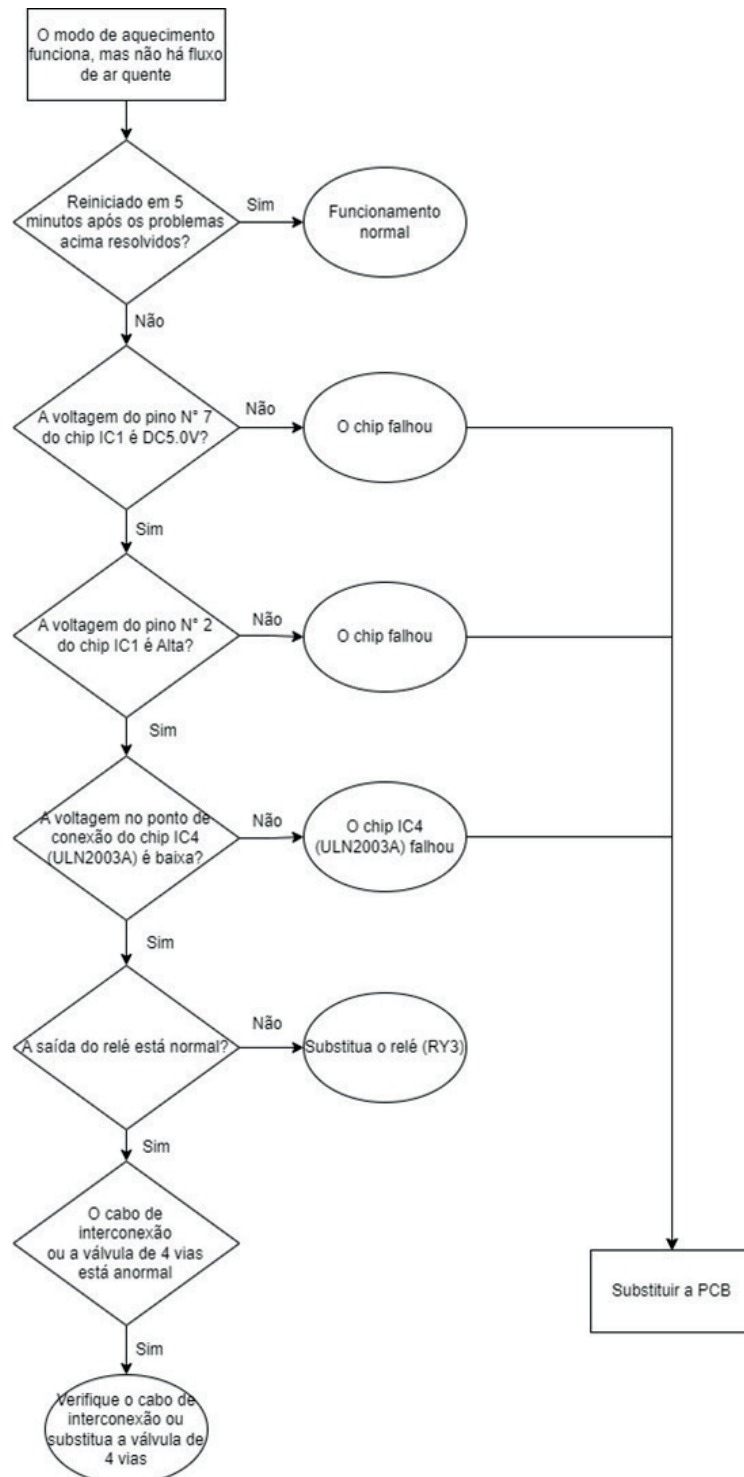 O modo de aquecimento
funciona, mas não há fluxo
de ar quente
Reiniciado em 5
minutos após os problemas
acima resolvidos?
Sim
Funcionamento
normal
Não
A voltagem do pino N° 7
do chip IC1 é DC5.0V?
Não
O chip falhou
Sim
A voltagem do pino N° 2
do chip IC1 é Alta?
Não
O chip falhou
Sim
A voltagem no ponto de
conexão do chip IC4
(ULN2003A) é baixa?
Não
O chip IC4
(ULN2003A) falhou
Sim
A saída do relé está normal?
Não
Substitua o relé (RY3)
Sim
O cabo de
interconexão
ou a válvula de 4 vias
está anormal
Substituir a PCB
Sim
Verifique o cabo de
interconexão ou
substitua a válvula de
4 vias